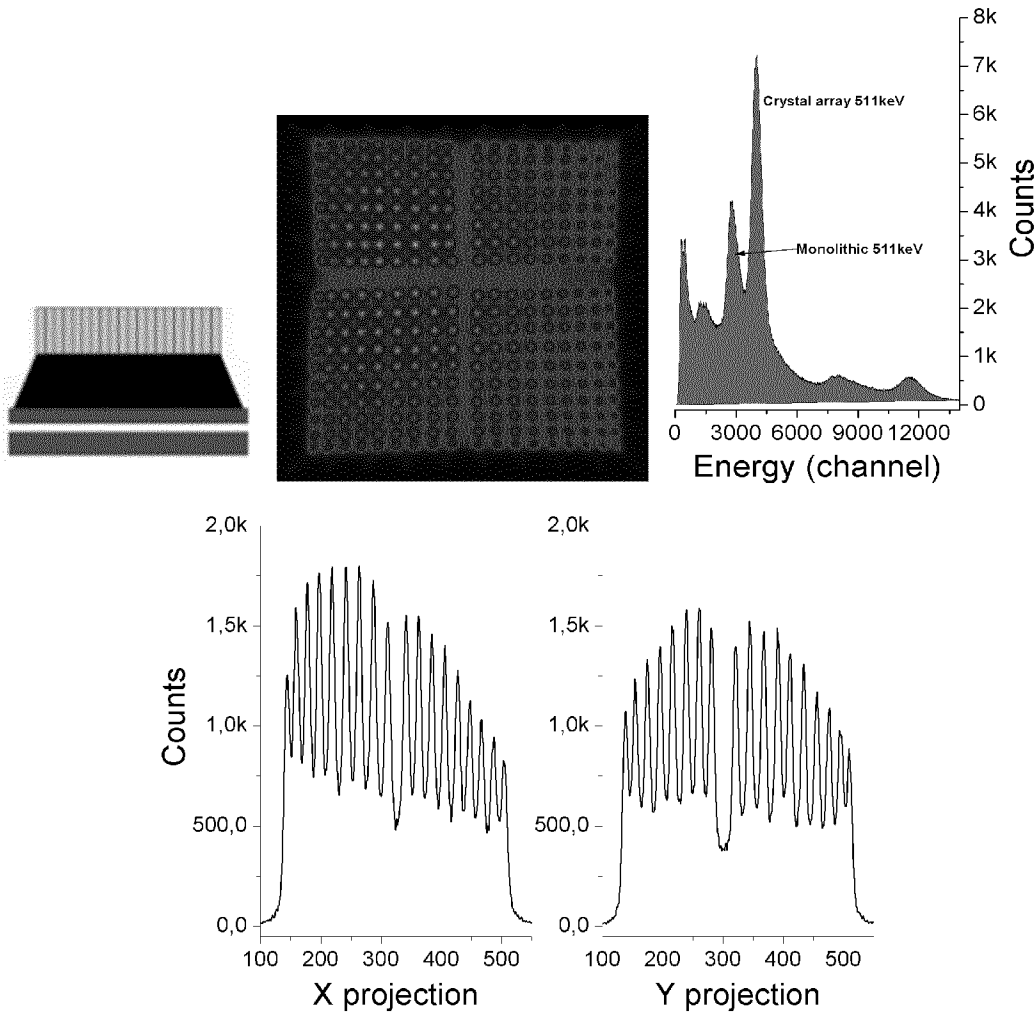 8k
7k
6k
5k
4k
3k
2k
1k
0
Counts
Crystal array 511keV
Monolithic 511keV
0 3000 6000 9000 12000
Energy (channel)
2,0k
1,5k
1,0k
500,0
0,0
Counts
100 200 300 400 500
X projection
2,0k
1,5k
1,0k
500,0
0,0
100 200 300 400 500
Y projection